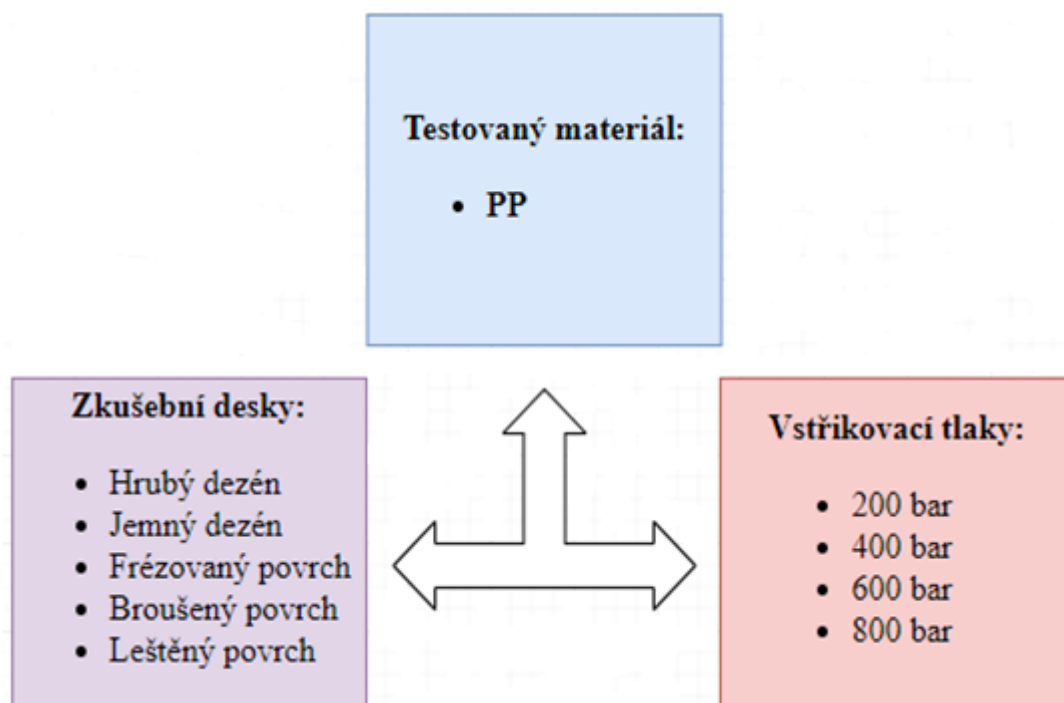 Testovaný materiál:
• PP
Zkušební desky:
• Hrubý dezén
• Jemný dezén
• Frézovaný povrch
• Broušený povrch
• Leštěný povrch
Vstřikovací tlaky:
• 200 bar
• 400 bar
• 600 bar
• 800 bar